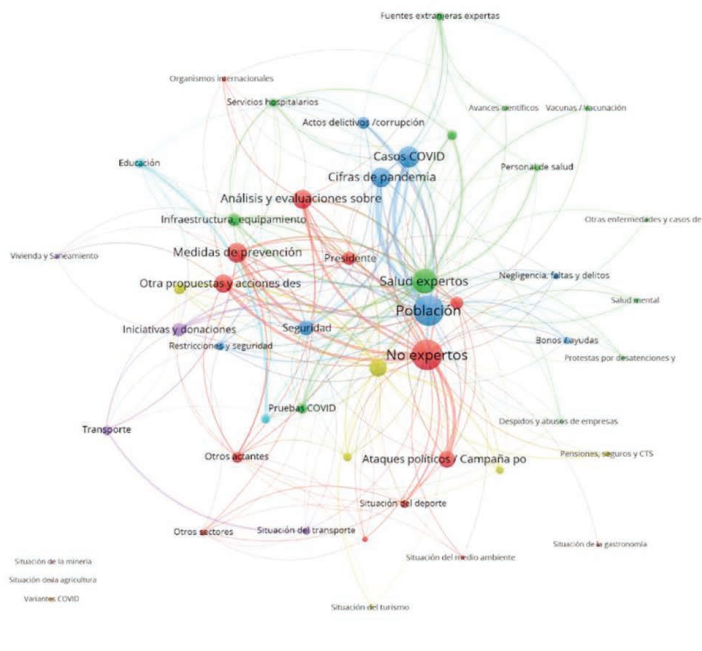 Fuentes extranjeras expertas
Organismos internacionales
Servicios hospitalarios
Avances científicos
Vacunas / Vacunación
Actos delictivos /corrupción
Casos COVID
Educación
Personal de salud
Cifras de pandemia
Análisis y evaluaciones sobre
Infraestructura, equipamiento
Otras enfermedades y casos de
Vivienda y Saneamiento
Medidas de prevención
Presidente
Otra propuestas y acciones des
Salud expertos
Negligencia, faltas y delitos
Salud mental
Población
Iniciativas y donaciones
Seguridad
Restricciones y seguridad
Bonos / ayudas
No expertos
Protestas por desatenciones y
Pruebas COVID
Despidos y abusos de empresas
Transporte
Otros actantes
Ataques políticos / Campaña po
Pensiones, seguros y CTS
Situación del deporte
Otros sectores
Situación del transporte
Situación de la gastronomía
Situación del medio ambiente
Situación de la minería
Situación de la agricultura
Variantes COVID
Situación del turismo